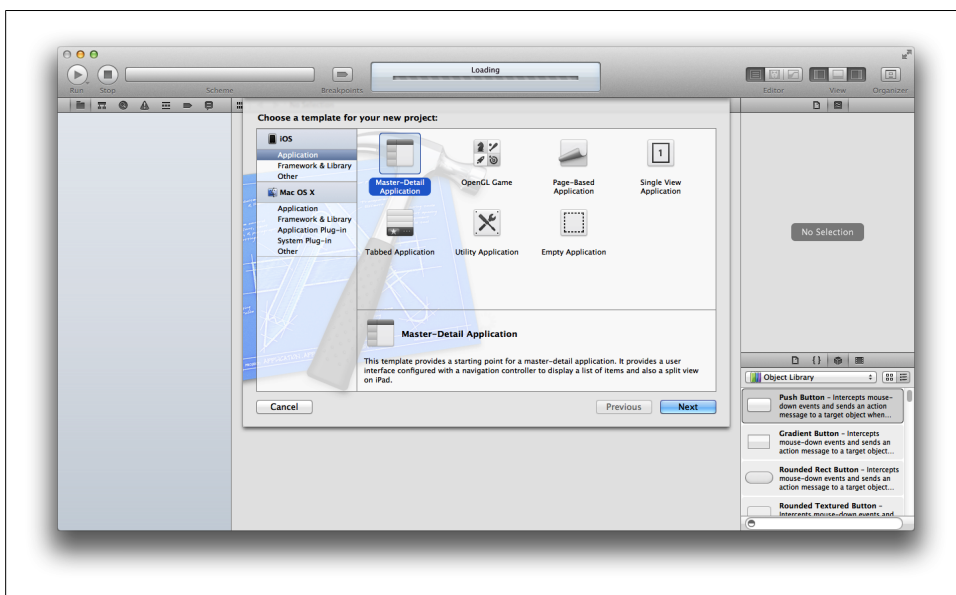 Loading
Run Stop Scheme Breakpoints Editor View Organizer
Choose a template for your new project:
iOS
Application
Framework & Library
Other
Mac OS X
Application
Framework & Library
Application Plug-in
System Plug-in
Other
Master-Detail
Application
OpenGL Game
Page-Based
Application
1
Single View
Application
Tabbed Application
Utility Application
Empty Application
Master-Detail Application
This template provides a starting point for a master-detail application. It provides a user
interface configured with a navigation controller to display a list of items and also a split view
on iPad.
Cancel Previous Next
No Selection
{}
Object Library
Push Button - Intercepts mouse-
down events and sends an action
message to a target object when...
Gradient Button - Intercepts
mouse-down events and sends an
action message to a target object...
Rounded Rect Button - Intercepts
mouse-down events and sends an
action message to a target object...
Rounded Textured Button -
Intercepts mouse-down events and